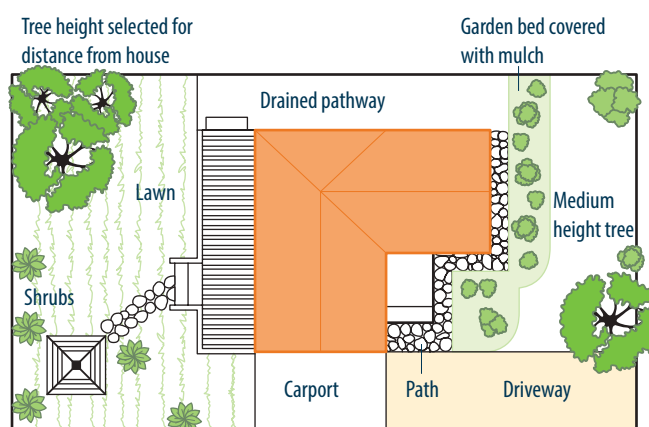 Tree height selected for
distance from house
Garden bed covered
with mulch
Drained pathway
Lawn
Medium
height tree
Shrubs
Carport
Path
Driveway